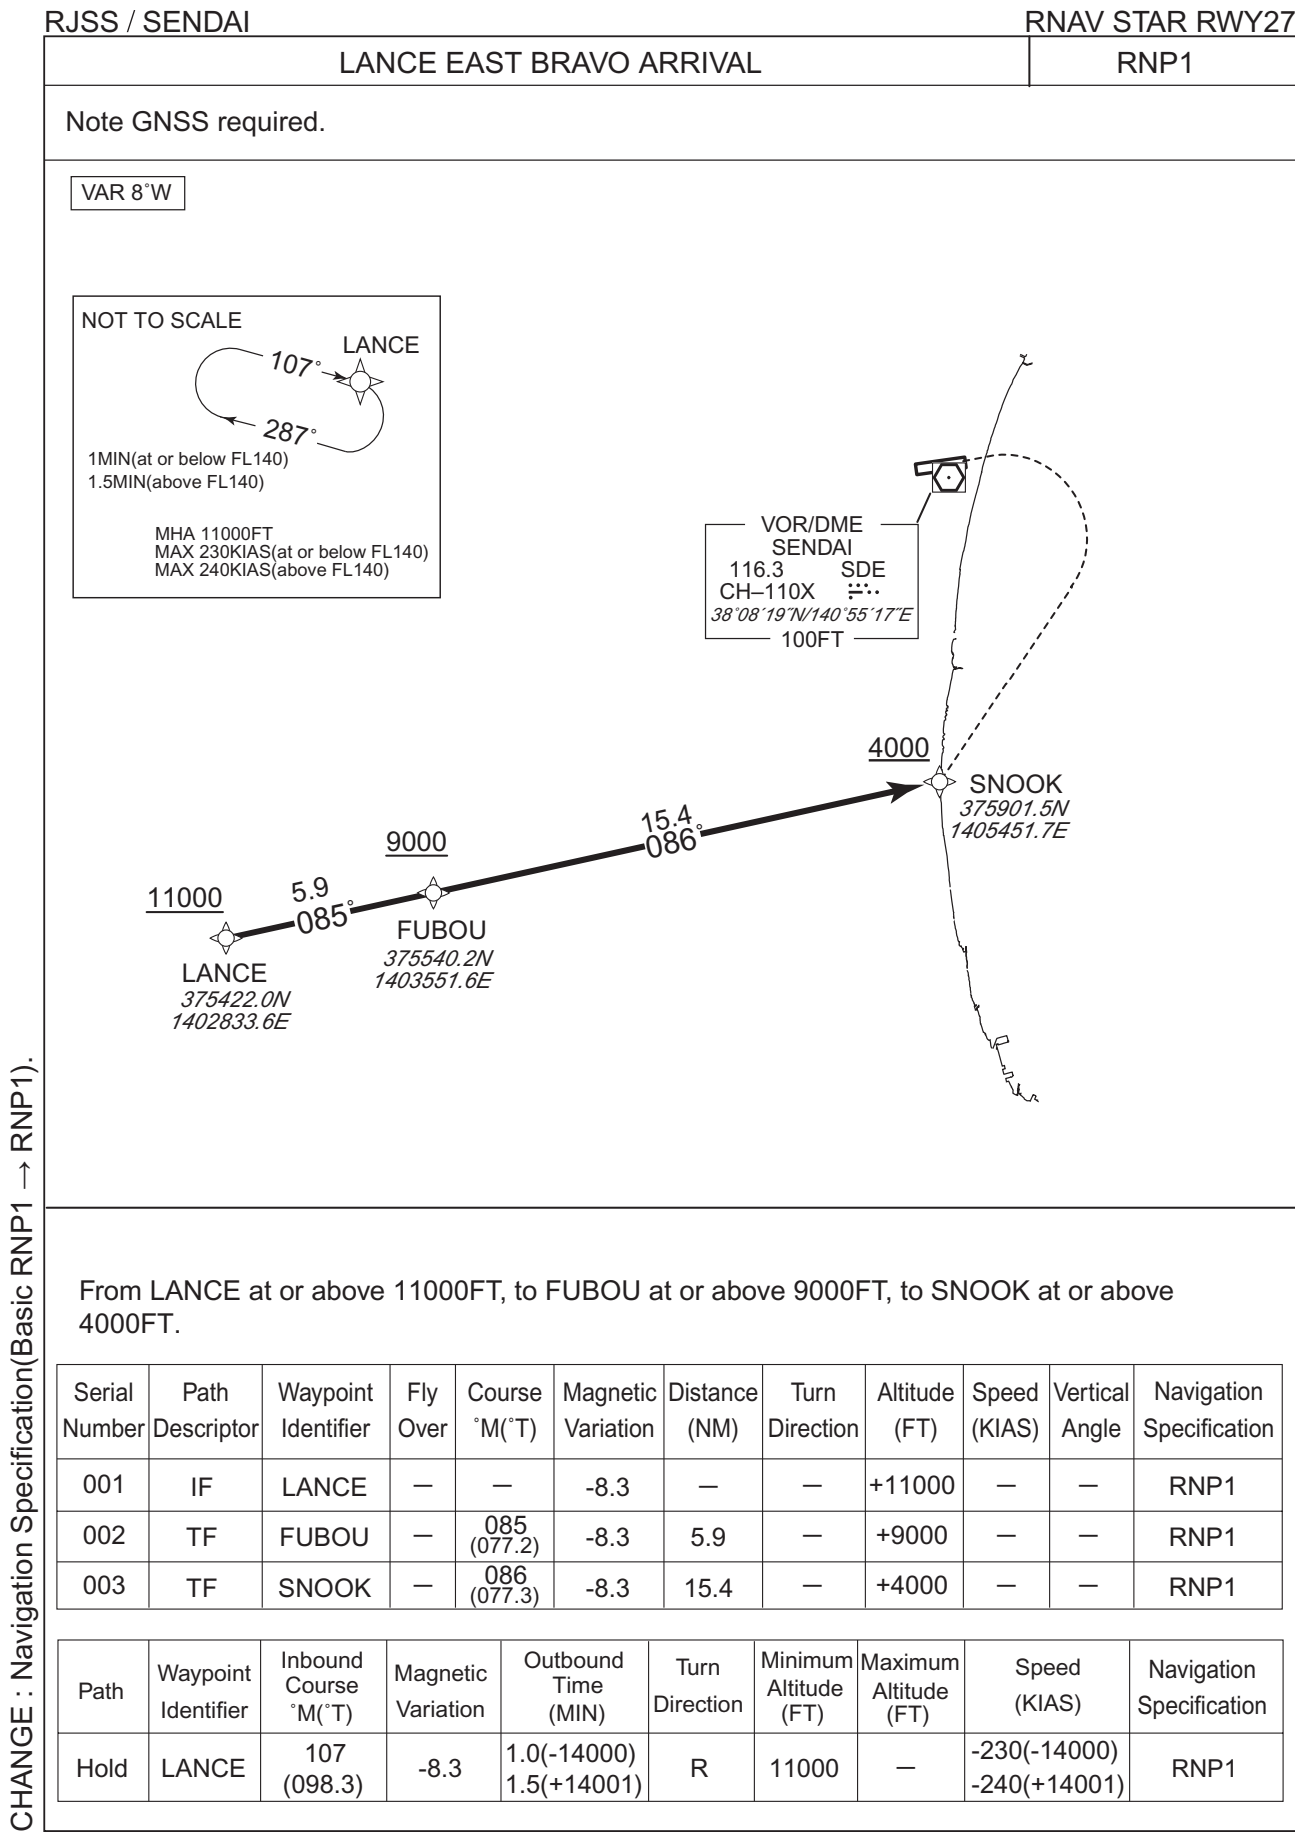 RJSS / SENDAI
RNAV STAR RWY27
LANCE EAST BRAVO ARRIVAL
RNP1
Note GNSS required.
VAR 8°W
NOT TO SCALE
LANCE
107°
287°
1MIN(at or below FL140)
1.5MIN(above FL140)
MHA 11000FT
MAX 230KIAS(at or below FL140)
MAX 240KIAS(above FL140)
VOR/DME
SENDAI
116.3 SDE
CH–110X
38°08´19˝N/140°55´17˝E
100FT
4000
SNOOK
375901.5N
1405451.7E
15.4
086°
9000
FUBOU
375540.2N
1403551.6E
5.9
085°
11000
LANCE
375422.0N
1402833.6E
From LANCE at or above 11000FT, to FUBOU at or above 9000FT, to SNOOK at or above
4000FT.
Serial Path Waypoint Fly Course Magnetic Distance Turn Altitude Speed Vertical Navigation
Number Descriptor Identifier Over °M(°T) Variation (NM) Direction (FT) (KIAS) Angle Specification
001 IF LANCE — — -8.3 — — +11000 — — RNP1
002 TF FUBOU — 085 (077.2) -8.3 5.9 — +9000 — — RNP1
003 TF SNOOK — 086 (077.3) -8.3 15.4 — +4000 — — RNP1
Path Waypoint Identifier Inbound Course °M(°T) Magnetic Variation Outbound Time (MIN) Turn Direction Minimum Altitude (FT) Maximum Altitude (FT) Speed (KIAS) Navigation Specification
Hold LANCE 107 (098.3) -8.3 1.0(-14000) 1.5(+14001) R 11000 — -230(-14000) -240(+14001) RNP1
CHANGE : Navigation Specification(Basic RNP1 → RNP1).